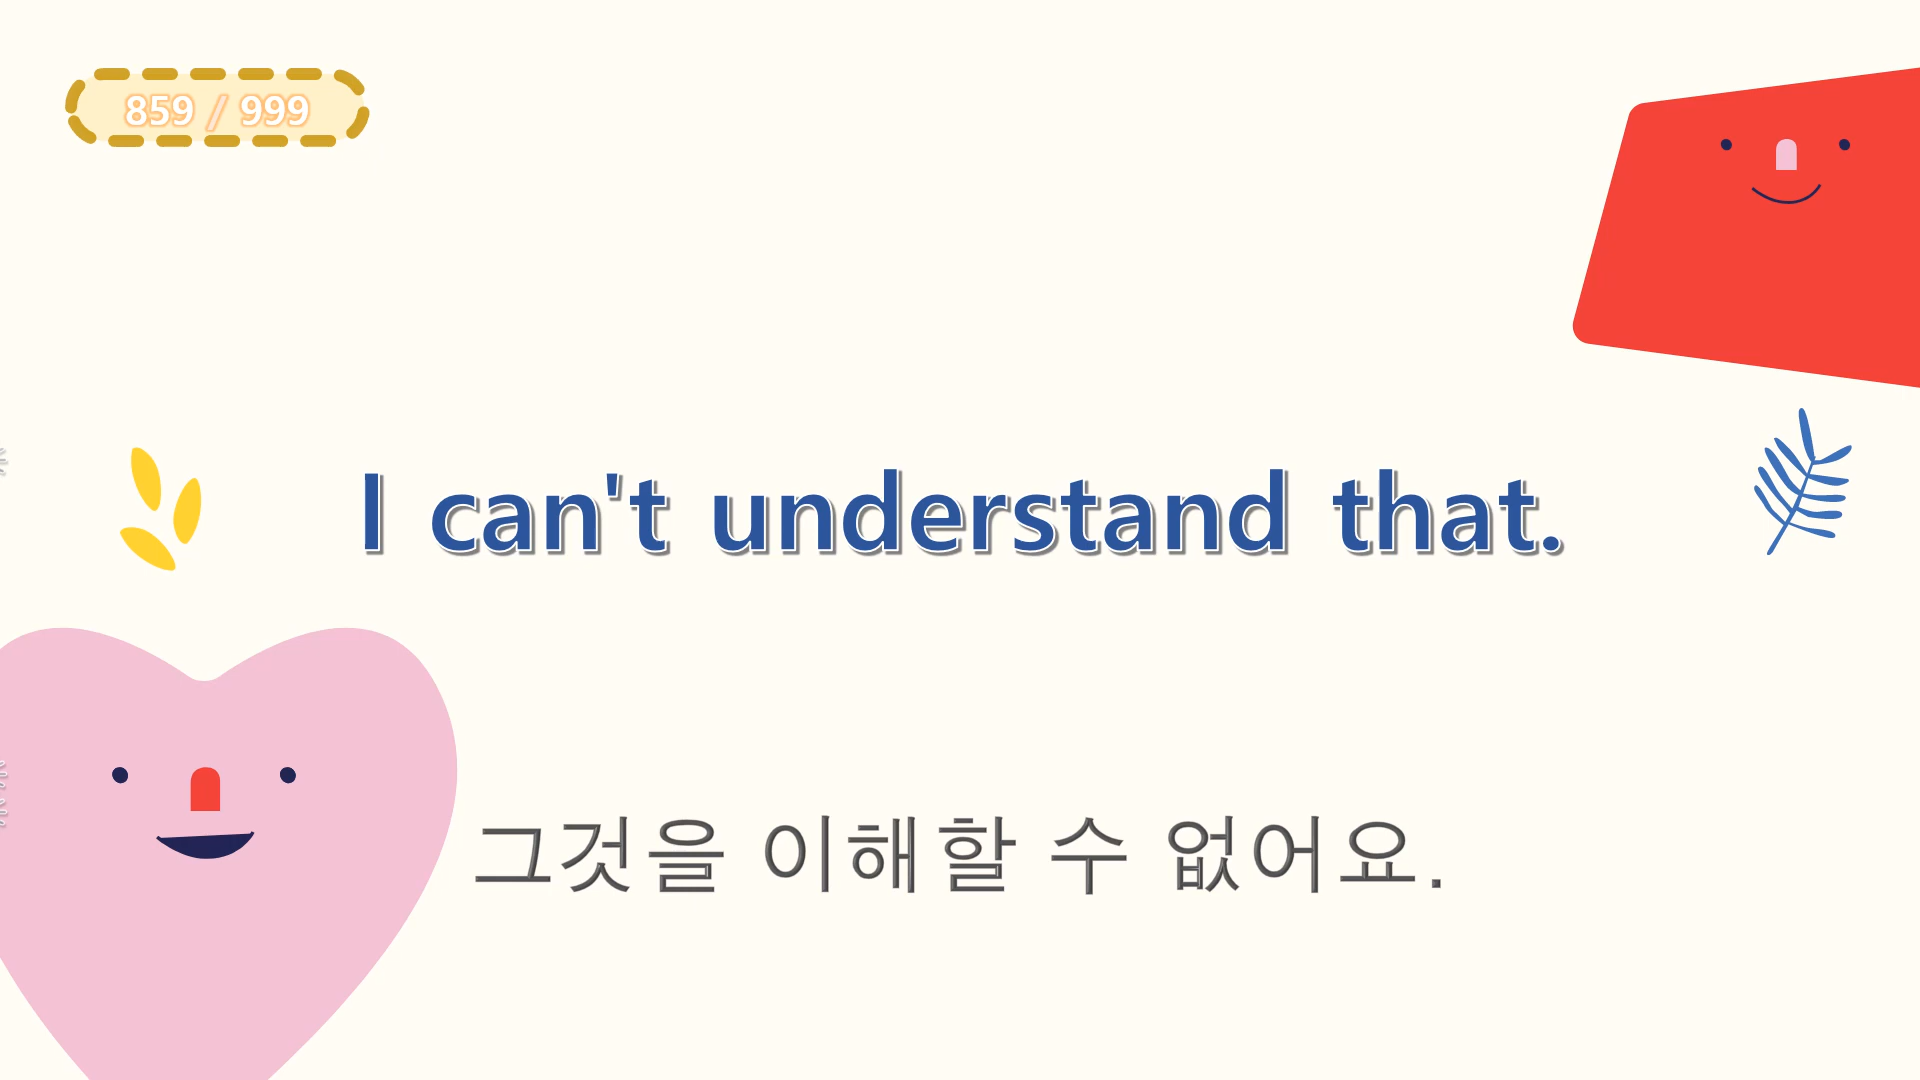 859 / 999
I can't understand that.
그것을 이해할 수 없어요.